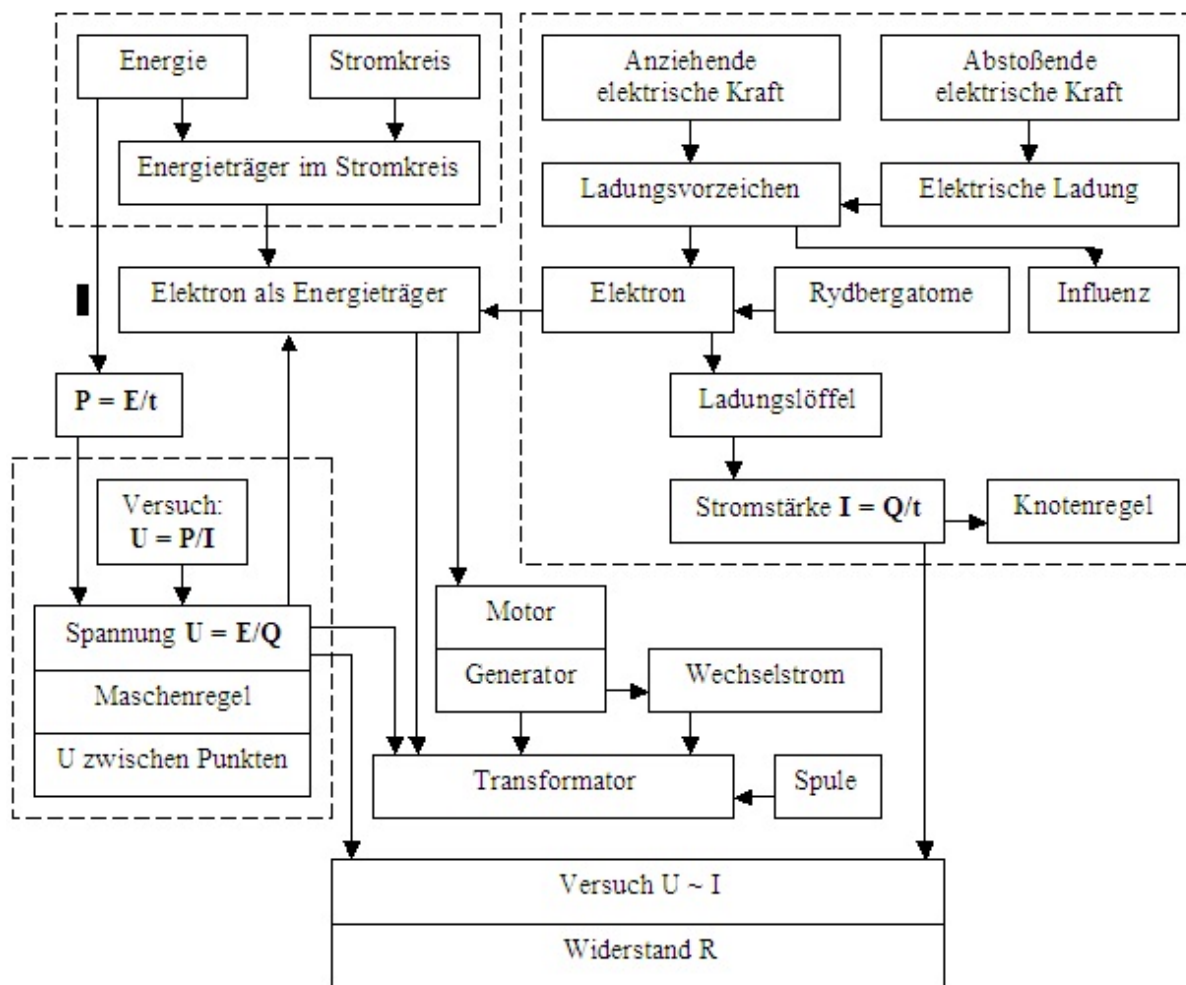 Energie
Stromkreis
Energieträger im Stromkreis
Anziehende
elektrische Kraft
Abstoßende
elektrische Kraft
Ladungsvorzeichen
Elektrische Ladung
Elektron als Energieträger
Elektron
Rydbergatome
Influenz
P = E/t
Ladungslöffel
Versuch:
U = P/I
Stromstärke I = Q/t
Knotenregel
Spannung U = E/Q
Maschenregel
U zwischen Punkten
Motor
Generator
Wechselstrom
Transformator
Spule
Versuch U ~ I
Widerstand R